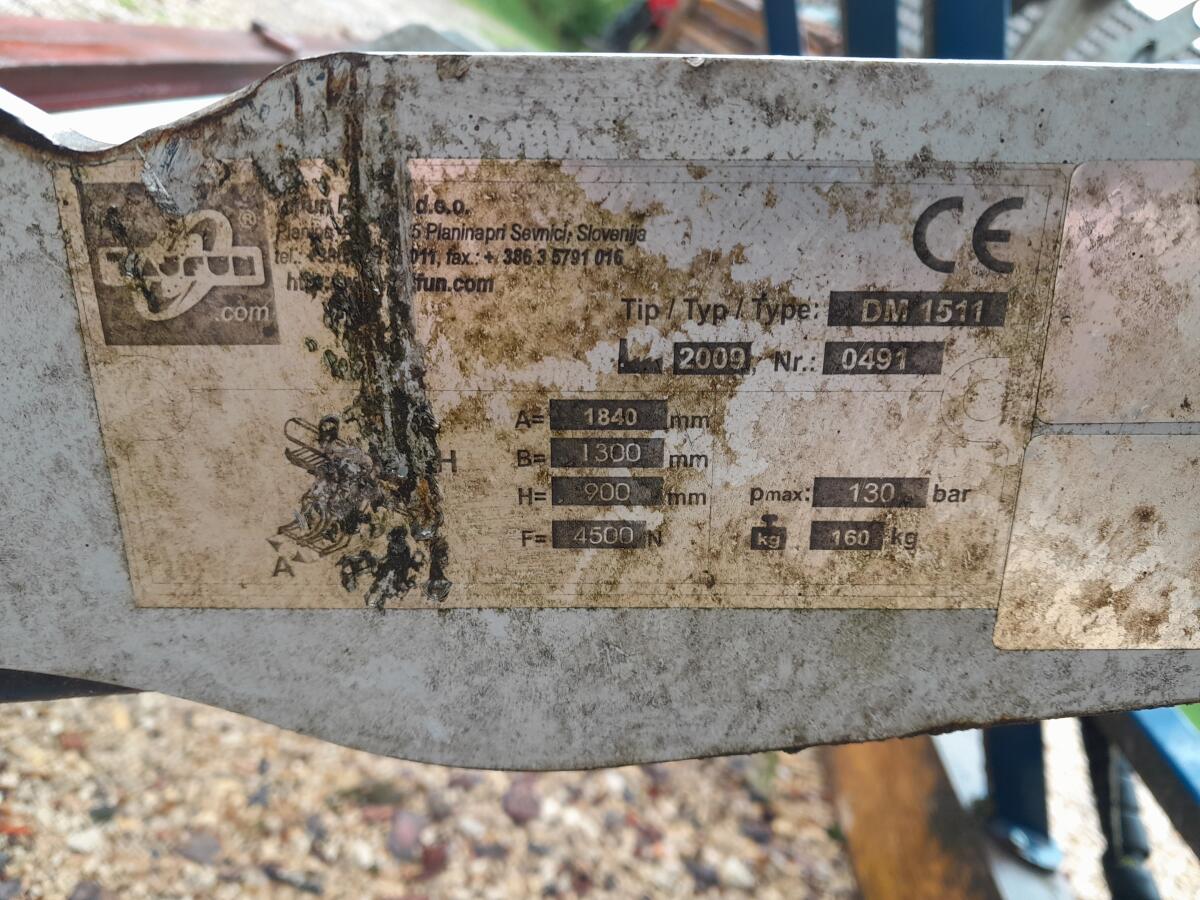 TAJFUN ®
.com
d.o.o.
5 Planina pri Sevnici, Slovenija
011, fax.: + 386 3 5791 016
fun.com
CE
Tip / Typ / Type: DM 1511
2009, Nr.: 0491
A= 1840 mm
B= 1300 mm
H
H= 900 mm pmax: 130 bar
F= 4500 N kg 160 kg
A